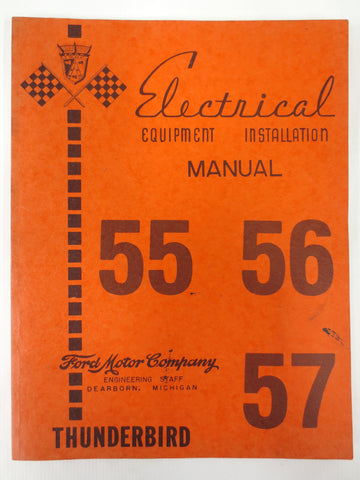 Electrical
EQUIPMENT INSTALLATION
MANUAL
55 56
Ford Motor Company
ENGINEERING STAFF
DEARBORN, MICHIGAN
57
THUNDERBIRD